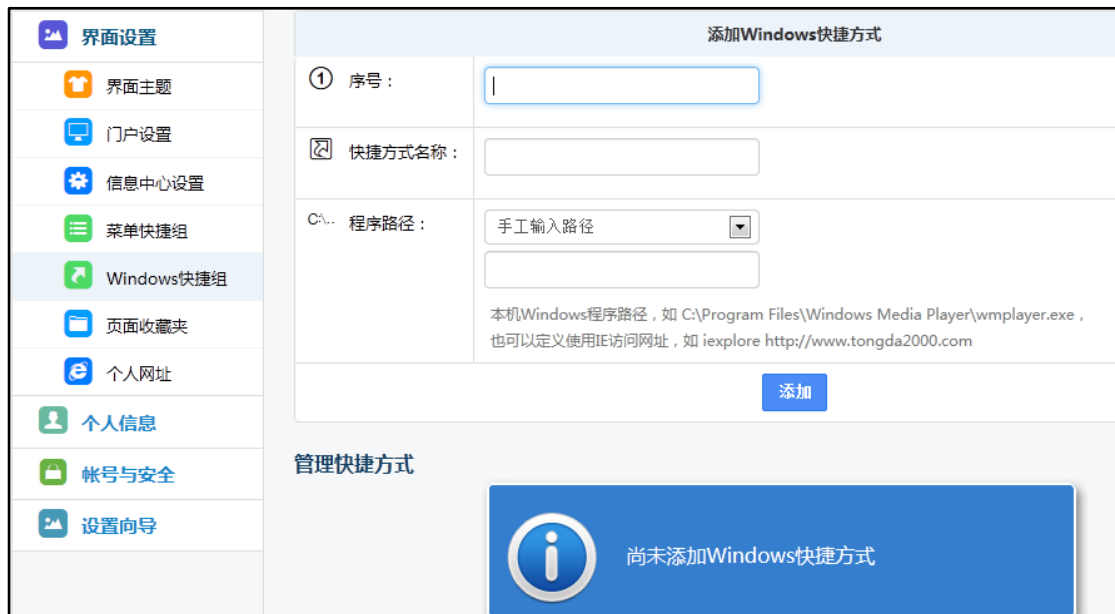 界面设置
界面主题
门户设置
信息中心设置
菜单快捷组
Windows快捷组
页面收藏夹
个人网址
个人信息
帐号与安全
设置向导
添加Windows快捷方式
① 序号：
快捷方式名称：
C:\.. 程序路径：
手工输入路径
本机Windows程序路径，如 C:\Program Files\Windows Media Player\wmplayer.exe，
也可以定义使用IE访问网址，如 iexplore http://www.tongda2000.com
添加
管理快捷方式
尚未添加Windows快捷方式